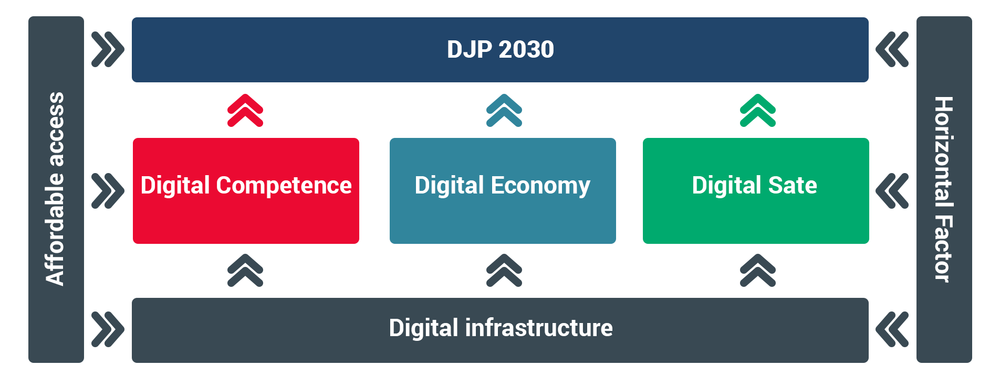 DJP 2030
Affordable access
Digital Competence
Digital Economy
Digital Sate
Horizontal Factor
Digital infrastructure